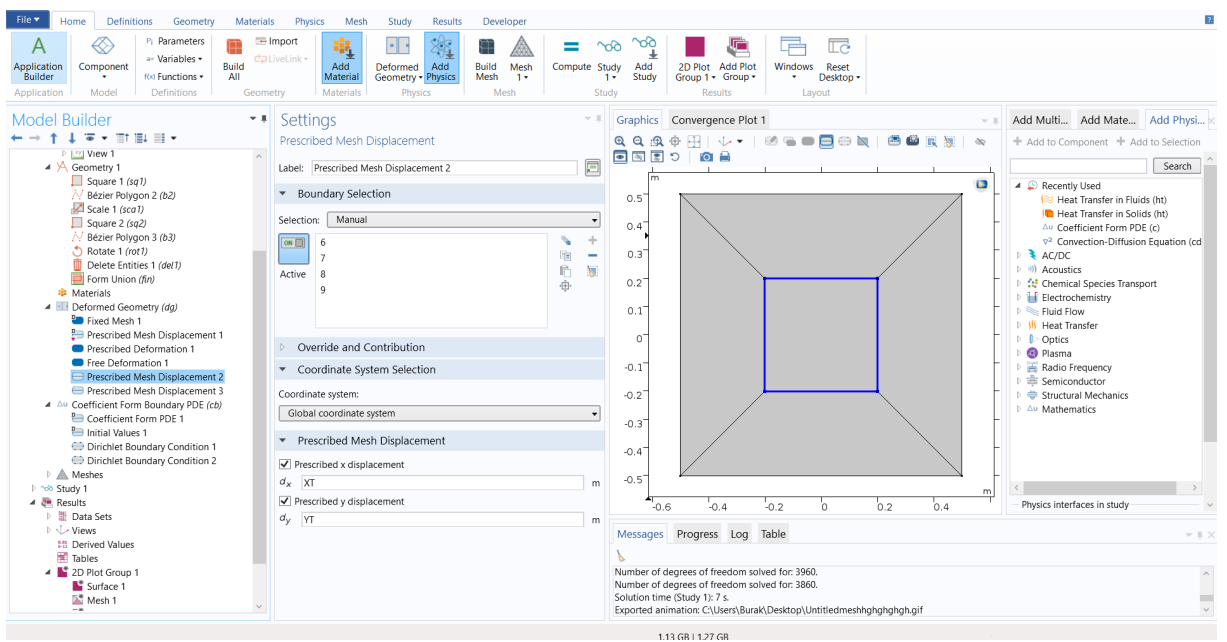 File Home Definitions Geometry Materials Physics Mesh Study Results Developer ?
A
Application Builder
Component
Pi Parameters
a= Variables
f(x) Functions
Build All
Import
LiveLink
Add Material
Deformed Geometry
Add Physics
Build Mesh
Mesh 1
Compute
Study 1
Add Study
2D Plot Group 1
Add Plot Group
Windows
Reset Desktop
Application Model Definitions Geometry Materials Physics Mesh Study Results Layout
Model Builder
View 1
Geometry 1
Square 1 (sq1)
Bézier Polygon 2 (b2)
Scale 1 (sca1)
Square 2 (sq2)
Bézier Polygon 3 (b3)
Rotate 1 (rot1)
Delete Entities 1 (del1)
Form Union (fin)
Materials
Deformed Geometry (dg)
Fixed Mesh 1
Prescribed Mesh Displacement 1
Prescribed Deformation 1
Free Deformation 1
Prescribed Mesh Displacement 2
Prescribed Mesh Displacement 3
Δu Coefficient Form Boundary PDE (cb)
Coefficient Form PDE 1
Initial Values 1
Dirichlet Boundary Condition 1
Dirichlet Boundary Condition 2
Meshes
Study 1
Results
Data Sets
Views
Derived Values
Tables
2D Plot Group 1
Surface 1
Mesh 1
Settings
Prescribed Mesh Displacement
Label: Prescribed Mesh Displacement 2
Boundary Selection
Selection: Manual
ON
Active
6
7
8
9
Override and Contribution
Coordinate System Selection
Coordinate system:
Global coordinate system
Prescribed Mesh Displacement
Prescribed x displacement
dx XT m
Prescribed y displacement
dy YT m
Graphics Convergence Plot 1
m
0.5
0.4
0.3
0.2
0.1
0
-0.1
-0.2
-0.3
-0.4
-0.5
m
-0.6 -0.4 -0.2 0 0.2 0.4
Messages Progress Log Table
Number of degrees of freedom solved for: 3960.
Number of degrees of freedom solved for: 3860.
Solution time (Study 1): 7 s.
Exported animation: C:\Users\Burak\Desktop\Untitledmeshhghghghgh.gif
Add Multi... Add Mate... Add Physi...
+ Add to Component + Add to Selection
Search
Recently Used
Heat Transfer in Fluids (ht)
Heat Transfer in Solids (ht)
Δu Coefficient Form PDE (c)
∇² Convection-Diffusion Equation (cd
AC/DC
Acoustics
Chemical Species Transport
Electrochemistry
Fluid Flow
Heat Transfer
Optics
Plasma
Radio Frequency
Semiconductor
Structural Mechanics
Δu Mathematics
Physics interfaces in study
1.13 GB | 1.27 GB